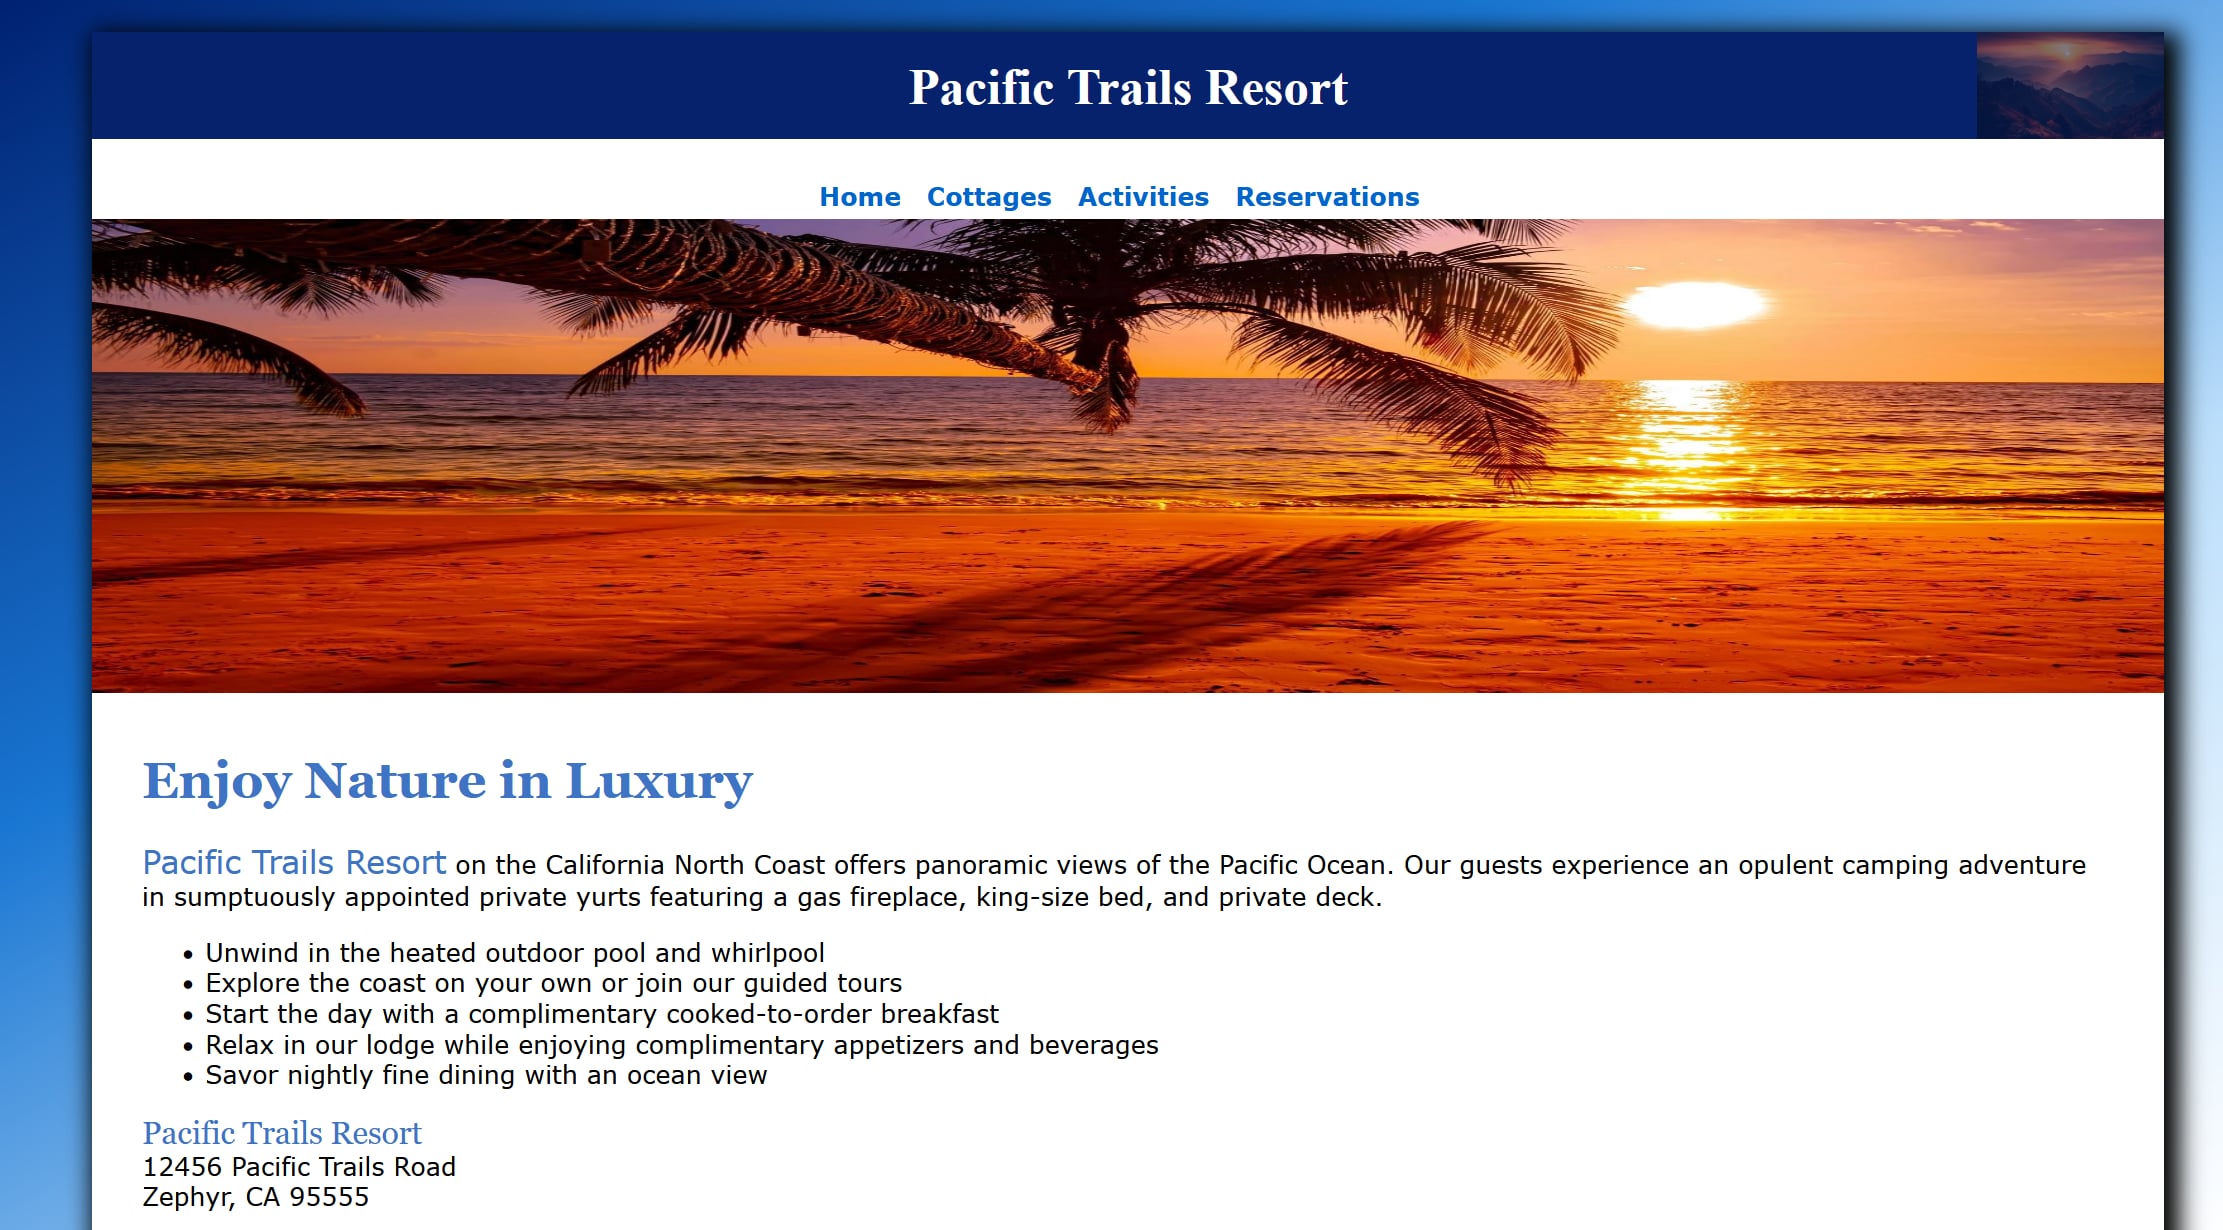 Pacific Trails Resort
Home Cottages Activities Reservations
Enjoy Nature in Luxury
Pacific Trails Resort on the California North Coast offers panoramic views of the Pacific Ocean. Our guests experience an opulent camping adventure
in sumptuously appointed private yurts featuring a gas fireplace, king-size bed, and private deck.
• Unwind in the heated outdoor pool and whirlpool
• Explore the coast on your own or join our guided tours
• Start the day with a complimentary cooked-to-order breakfast
• Relax in our lodge while enjoying complimentary appetizers and beverages
• Savor nightly fine dining with an ocean view
Pacific Trails Resort
12456 Pacific Trails Road
Zephyr, CA 95555